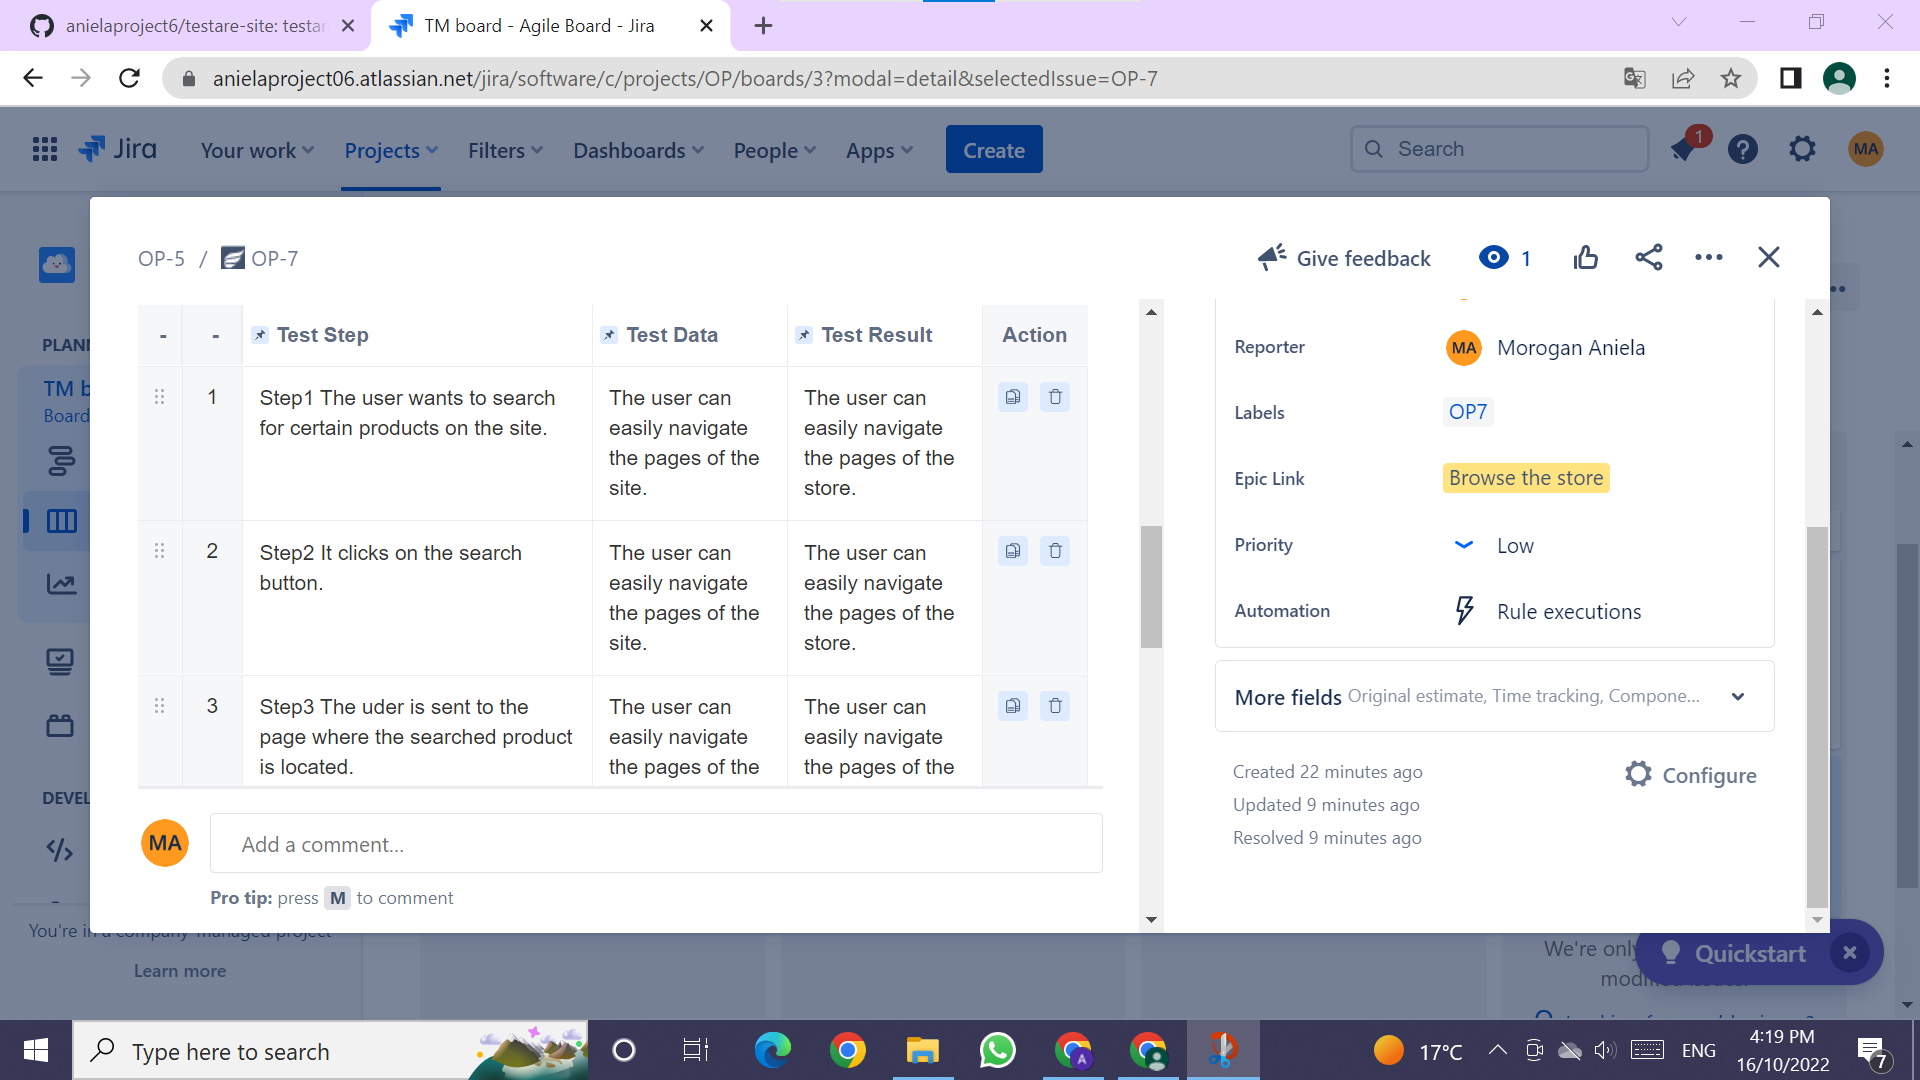 anielaproject6/testare-site: testar
TM board - Agile Board - Jira
anielaproject06.atlassian.net/jira/software/c/projects/OP/boards/3?modal=detail&selectedIssue=OP-7
Jira
Your work
Projects
Filters
Dashboards
People
Apps
Create
Search
1
MA
OP-5 / OP-7
Give feedback
1
- - Test Step Test Data Test Result Action
1
Step1 The user wants to search
for certain products on the site.
The user can
easily navigate
the pages of the
site.
The user can
easily navigate
the pages of the
store.
2
Step2 It clicks on the search
button.
The user can
easily navigate
the pages of the
site.
The user can
easily navigate
the pages of the
store.
3
Step3 The uder is sent to the
page where the searched product
is located.
The user can
easily navigate
the pages of the
The user can
easily navigate
the pages of the
MA
Add a comment...
Pro tip: press M to comment
Reporter
MA Morogan Aniela
Labels
OP7
Epic Link
Browse the store
Priority
Low
Automation
Rule executions
More fields Original estimate, Time tracking, Compone...
Created 22 minutes ago
Updated 9 minutes ago
Resolved 9 minutes ago
Configure
PLANN
TM b
Board
DEVEL
You're in a company-managed project
Learn more
We're only
Quickstart
Type here to search
A
17°C
ENG
4:19 PM
16/10/2022
7